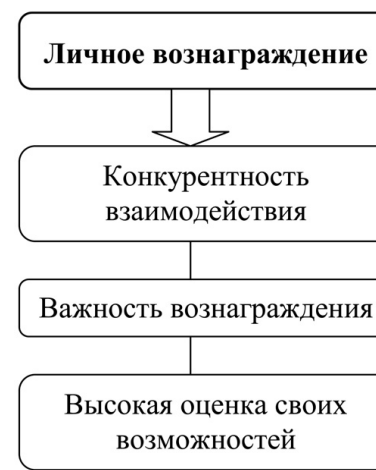 Личное вознаграждение
Конкурентность
взаимодействия
Важность вознаграждения
Высокая оценка своих
возможностей